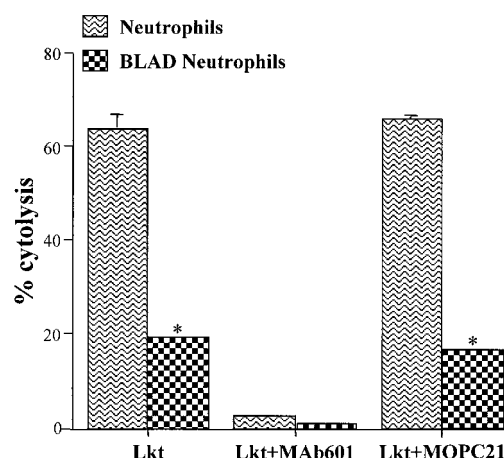 Neutrophils
BLAD Neutrophils
% cytolysis
80
60
40
20
0
*
*
Lkt
Lkt+MAb601
Lkt+MOPC21